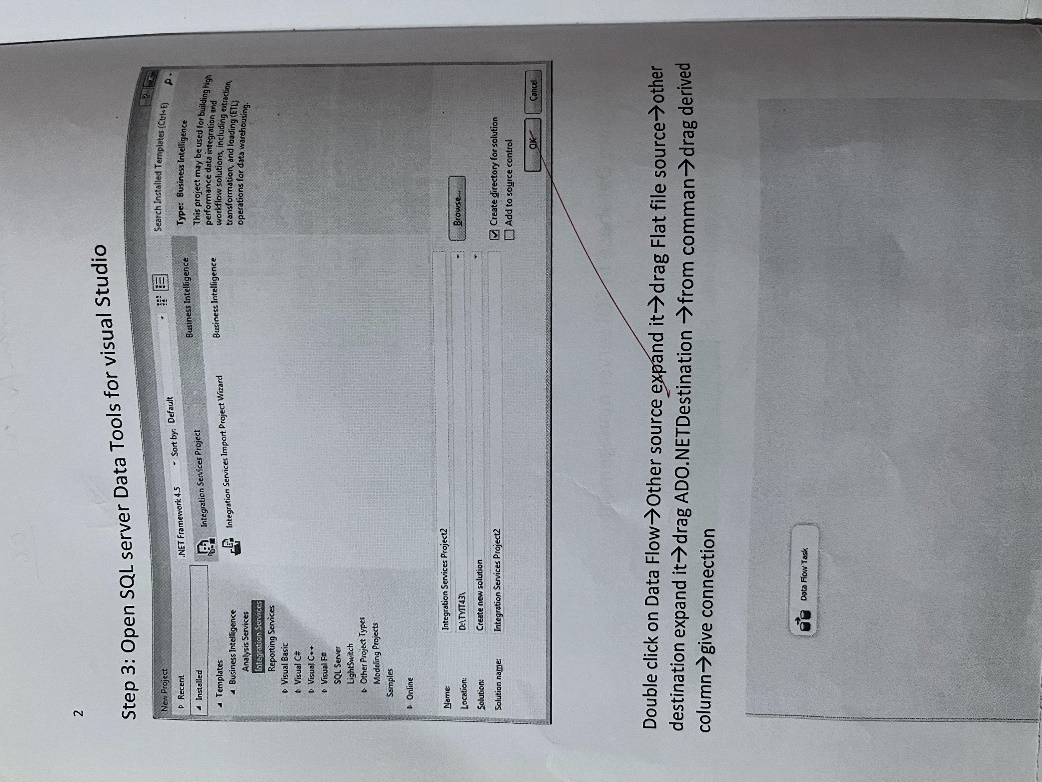 2
Step 3: Open SQL server Data Tools for visual Studio
New Project
Recent
.NET Framework 4.5
Sort by: Default
Search Installed Templates (Ctrl+E)
Installed
Integration Services Project
Business Intelligence
Type: Business Intelligence
Templates
Integration Services Import Project Wizard
Business Intelligence
This project may be used for building high
performance data integration and
workflow solutions, including extraction,
transformation, and loading (ETL)
operations for data warehousing.
Business Intelligence
Analysis Services
Integration Services
Reporting Services
Visual Basic
Visual C#
Visual C++
Visual F#
SQL Server
LightSwitch
Other Project Types
Modeling Projects
Samples
Online
Name: Integration Services Project2
Location: D:\TYIT43\
Browse...
Solution: Create new solution
Solution name: Integration Services Project2
Create directory for solution
Add to source control
OK Cancel
Double click on Data Flow→Other source expand it→drag Flat file source→other
destination expand it→drag ADO.NETDestination →from comman→drag derived
column→give connection
Data Flow Task